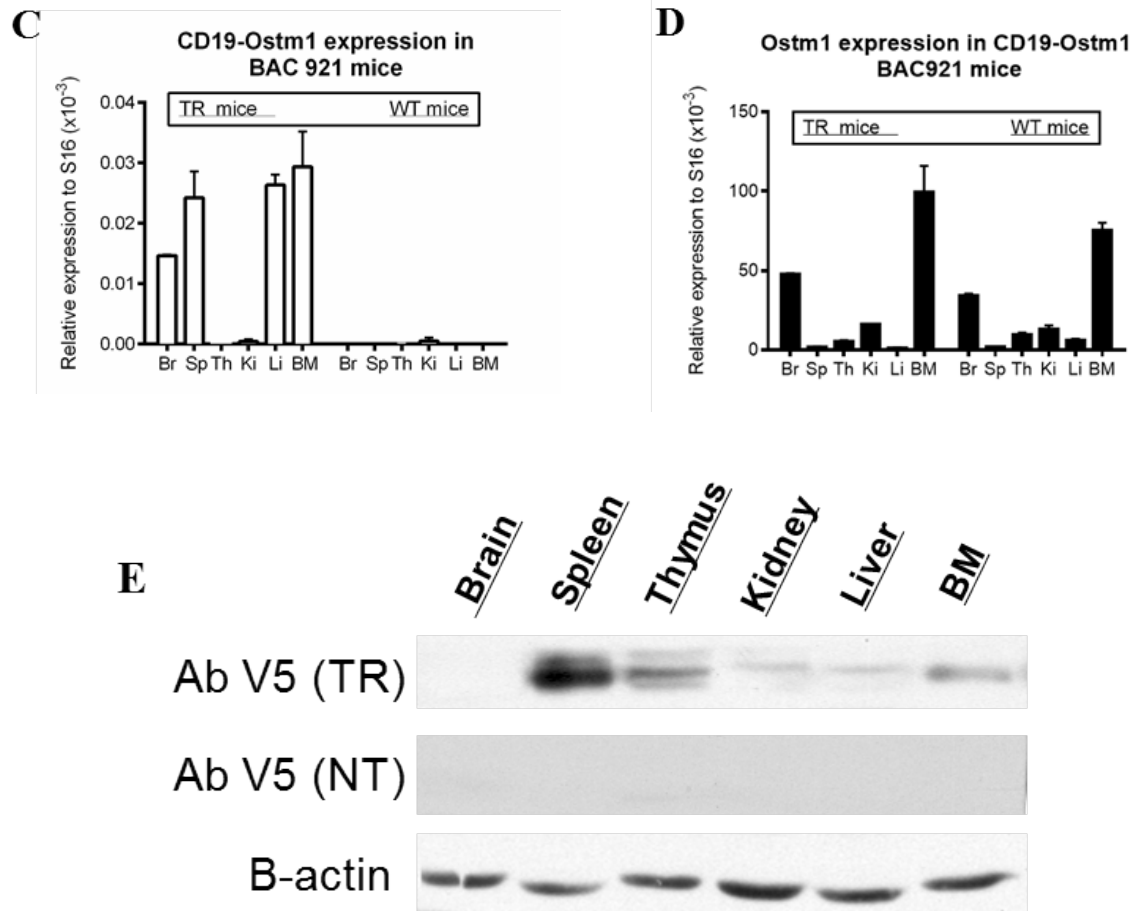 C
CD19-Ostm1 expression in
BAC 921 mice
Relative expression to S16 (x10⁻³)
0.04
0.03
0.02
0.01
0.00
TR mice WT mice
Br Sp Th Ki Li BM Br Sp Th Ki Li BM
D
Ostm1 expression in CD19-Ostm1
BAC921 mice
Relative expression to S16 (x10⁻³)
150
100
50
0
TR mice WT mice
Br Sp Th Ki Li BM Br Sp Th Ki Li BM
E
Brain Spleen Thymus Kidney Liver BM
Ab V5 (TR)
Ab V5 (NT)
B-actin